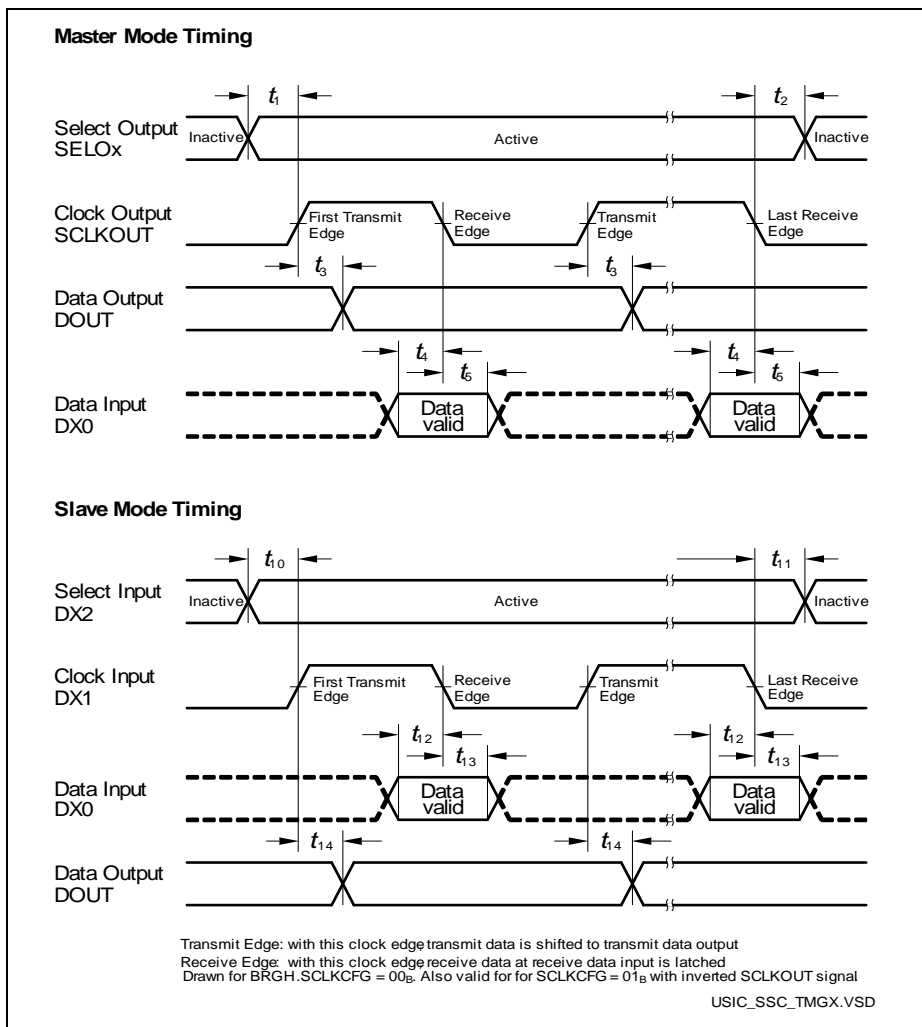 Master Mode Timing
t1
t2
Select Output
SELOx
Inactive
Active
Inactive
Clock Output
SCLKOUT
First Transmit
Edge
Receive
Edge
Transmit
Edge
Last Receive
Edge
t3
t3
Data Output
DOUT
t4
t5
t4
t5
Data Input
DX0
Data
valid
Data
valid
Slave Mode Timing
t10
t11
Select Input
DX2
Inactive
Active
Inactive
Clock Input
DX1
First Transmit
Edge
Receive
Edge
Transmit
Edge
Last Receive
Edge
t12
t13
t12
t13
Data Input
DX0
Data
valid
Data
valid
t14
t14
Data Output
DOUT
Transmit Edge: with this clock edge, transmit data is shifted to transmit data output
Receive Edge: with this clock edge, receive data at receive data input is latched
Drawn for BRGH.SCLKCFG = 00B. Also valid for for SCLKCFG = 01B with inverted SCLKOUT signal.
USIC_SSC_TMGX.VSD